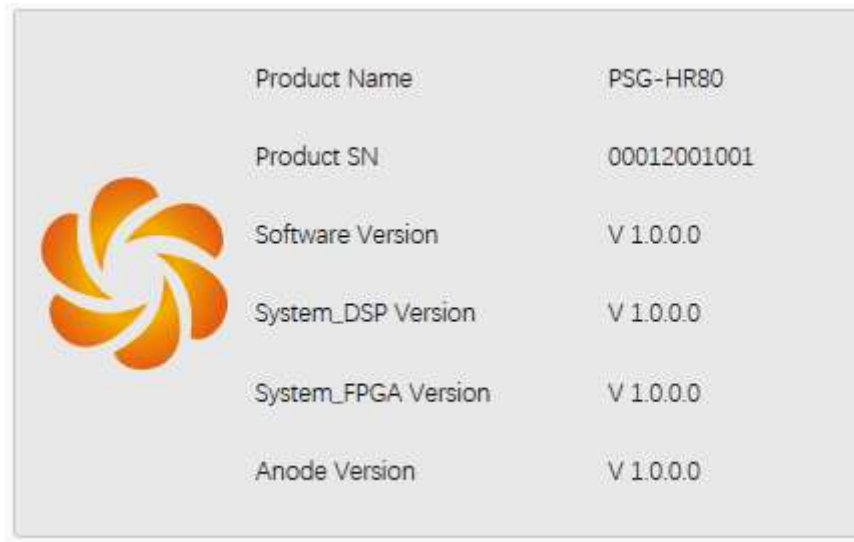 Product Name PSG-HR80
Product SN 00012001001
Software Version V 1.0.0.0
System_DSP Version V 1.0.0.0
System_FPGA Version V 1.0.0.0
Anode Version V 1.0.0.0